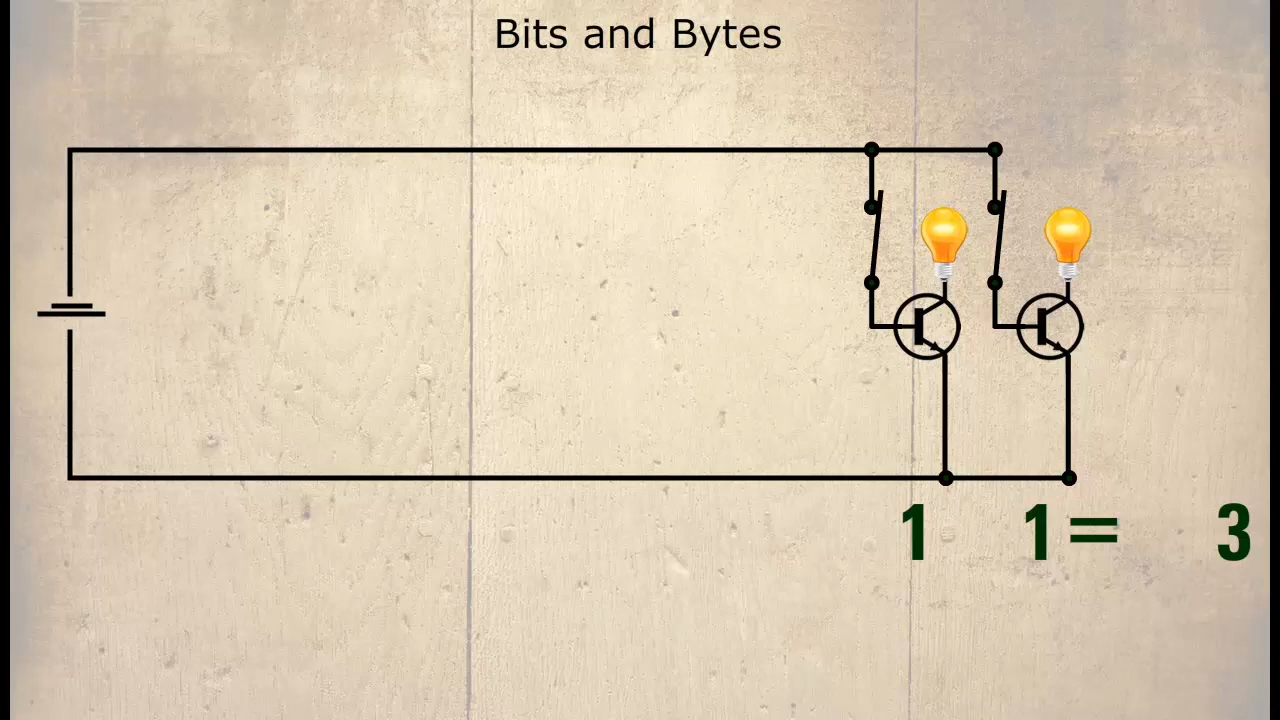 Bits and Bytes
1 1 = 3